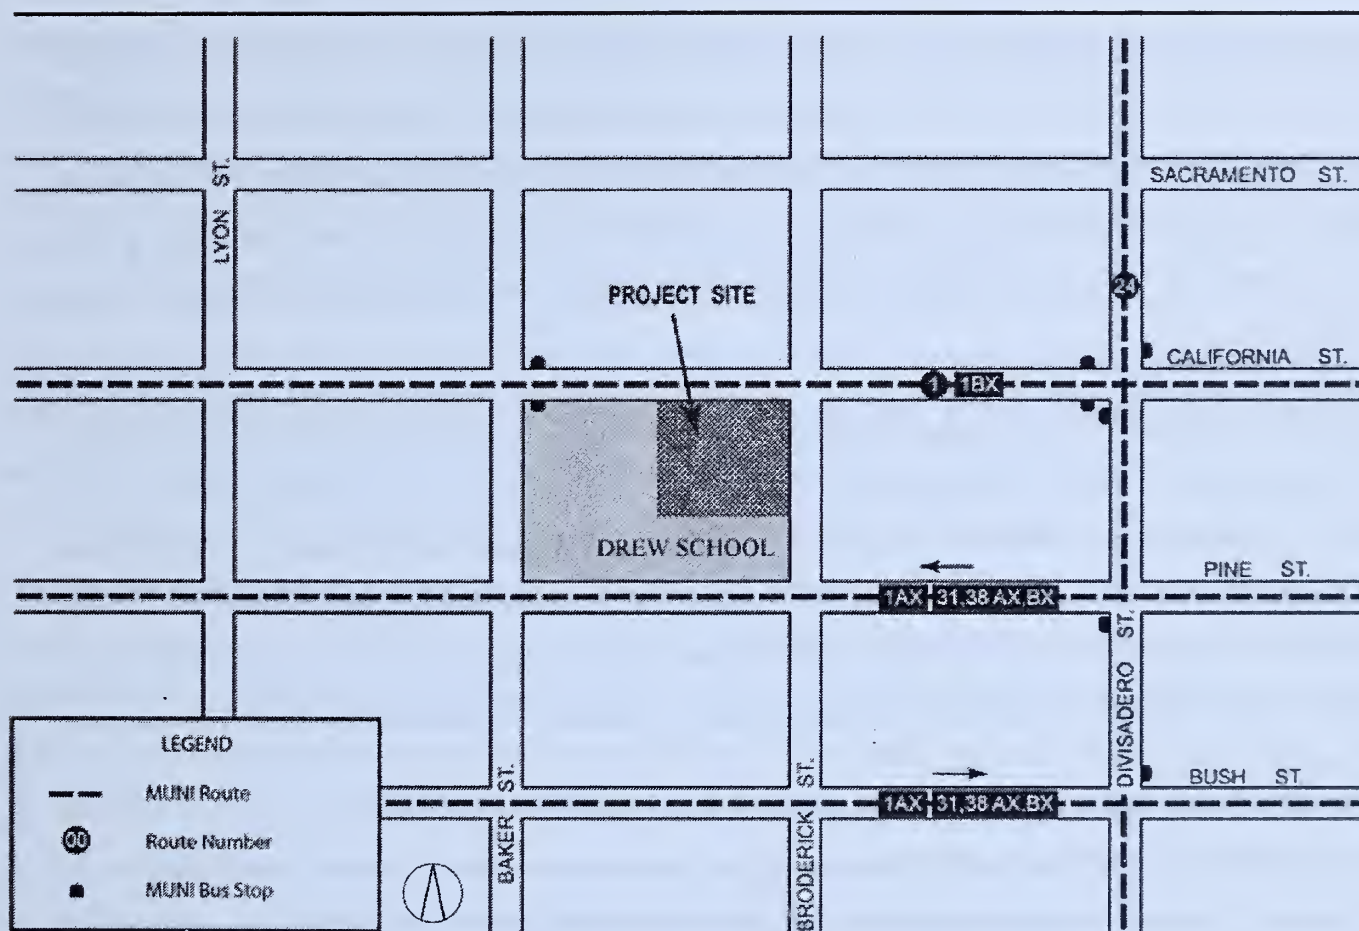 LYON ST.
SACRAMENTO ST.
PROJECT SITE
24
CALIFORNIA ST.
1 1BX
DREW SCHOOL
PINE ST.
1AX 31,38 AX,BX
DIVISADERO ST.
BUSH ST.
1AX 31,38 AX,BX
BAKER ST.
BRODERICK ST.
LEGEND
MUNI Route
00 Route Number
MUNI Bus Stop